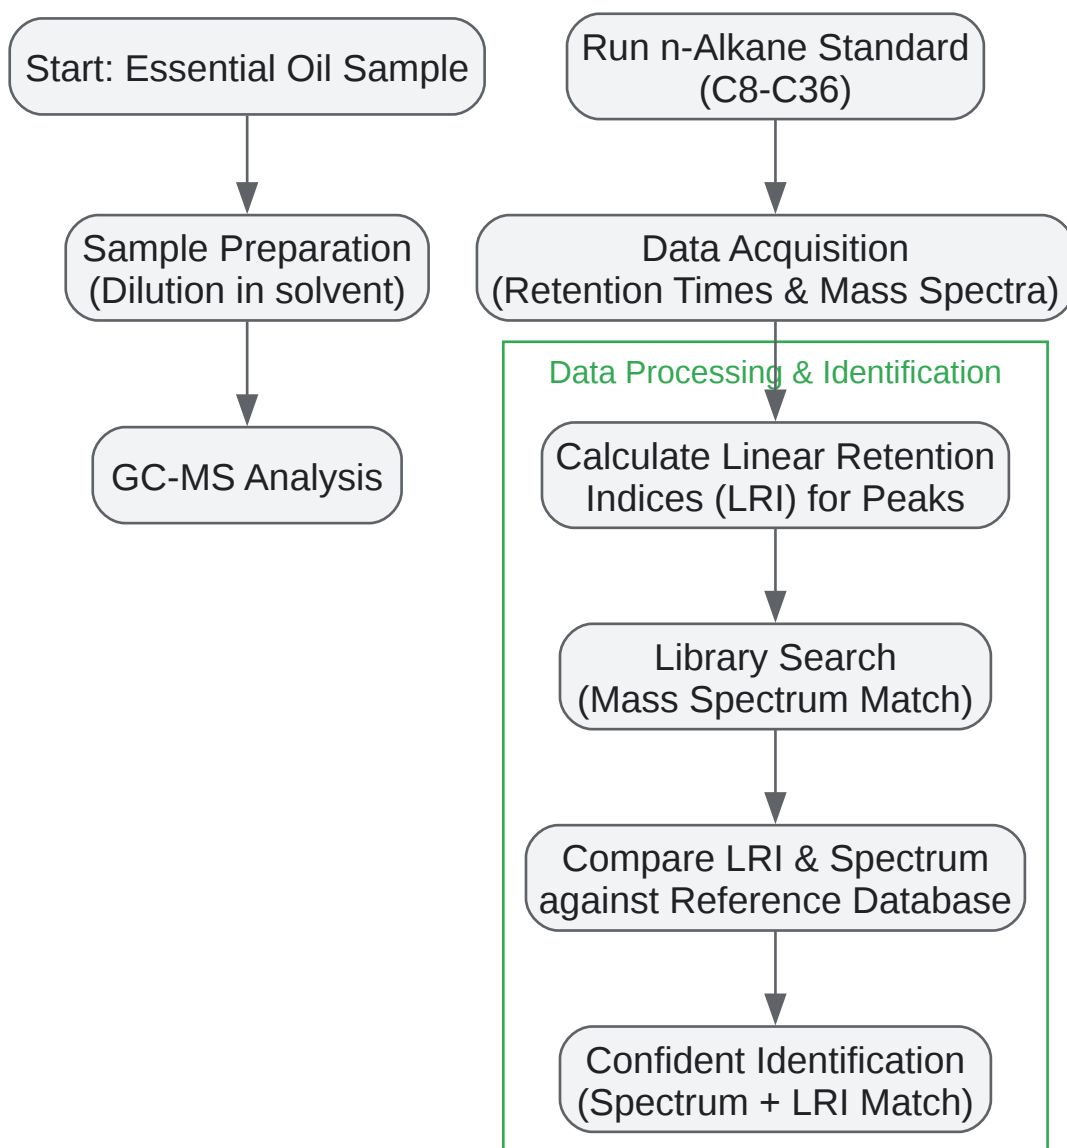 Start: Essential Oil Sample
Sample Preparation
(Dilution in solvent)
GC-MS Analysis
Run n-Alkane Standard
(C8-C36)
Data Acquisition
(Retention Times & Mass Spectra)
Data Processing & Identification
Calculate Linear Retention
Indices (LRI) for Peaks
Library Search
(Mass Spectrum Match)
Compare LRI & Spectrum
against Reference Database
Confident Identification
(Spectrum + LRI Match)